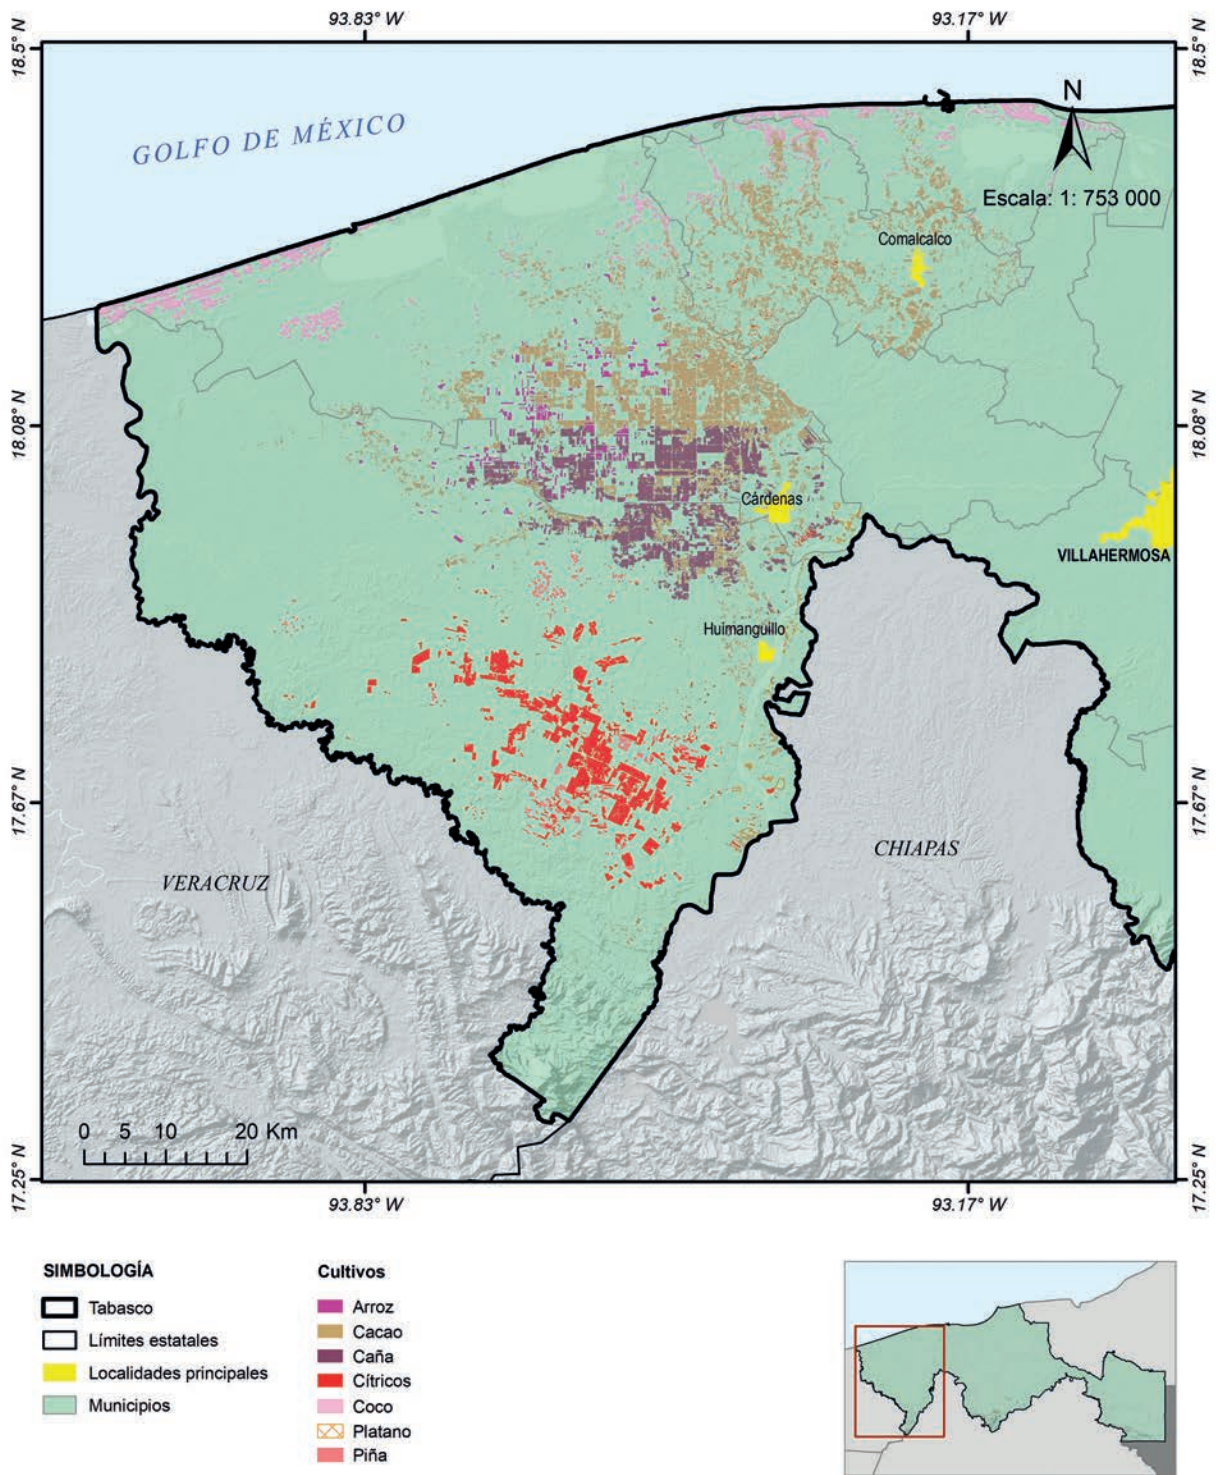 93.83° W
93.17° W
18.5° N
18.5° N
GOLFO DE MÉXICO
N
Escala: 1: 753 000
Comalcalco
18.08° N
18.08° N
Cárdenas
VILLAHERMOSA
Huimanguillo
17.67° N
17.67° N
CHIAPAS
VERACRUZ
0 5 10 20 Km
17.25° N
17.25° N
93.83° W
93.17° W
SIMBOLOGÍA
Tabasco
Límites estatales
Localidades principales
Municipios
Cultivos
Arroz
Cacao
Caña
Cítricos
Coco
Platano
Piña